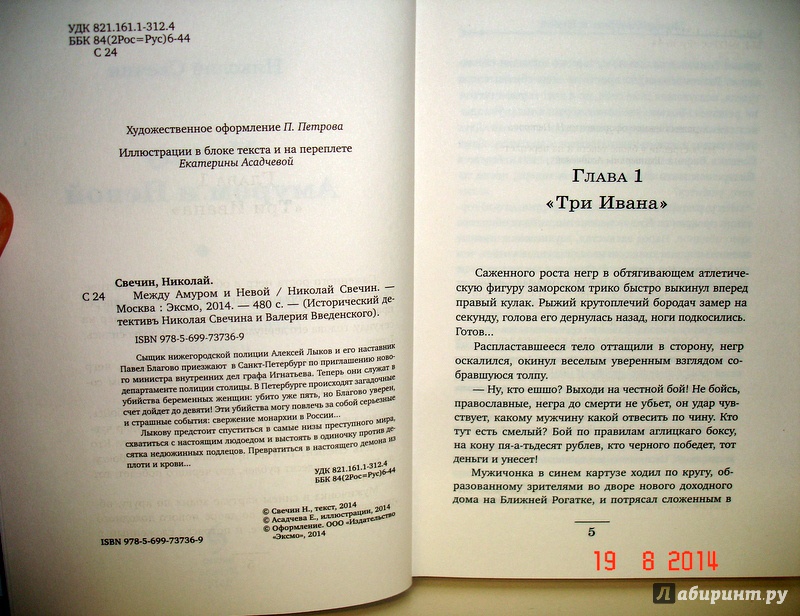 УДК 821.161.1-312.4
ББК 84(2Рос=Рус)6-44
С 24
Художественное оформление П. Петрова
Иллюстрации в блоке текста и на переплете
Екатерины Асадчевой
Свечин, Николай.
С 24 Между Амуром и Невой / Николай Свечин. —
Москва : Эксмо, 2014. — 480 с. — (Исторический де-
тективъ Николая Свечина и Валерия Введенского).
ISBN 978-5-699-73736-9
Сыщик нижегородской полиции Алексей Лыков и его наставник
Павел Благово приезжают в Санкт-Петербург по приглашению ново-
го министра внутренних дел графа Игнатьева. Теперь они служат в
департаменте полиции столицы. В Петербурге происходят загадочные
убийства беременных женщин: убито уже пять, но Благово уверен,
счет дойдет до девяти! Эти убийства могу повлечь за собой серьезные
и страшные события: свержение монархии в России...
Лыкову предстоит спуститься в самые низы преступного мира,
схватиться с настоящим людоедом и выстоять в одиночку против де-
сятка недюжинных подлецов. Превратиться в настоящего демона из
плоти и крови...
УДК 821.161.1-312.4
ББК 84(2Рос=Рус)6-44
© Свечин Н., текст, 2014
© Асадчева Е., иллюстрации, 2014
© Оформление. ООО «Издательство
«Эксмо», 2014
ISBN 978-5-699-73736-9
Глава 1
«Три Ивана»
Саженного роста негр в обтягивающем атлетиче-
скую фигуру заморском трико быстро выкинул вперед
правый кулак. Рыжий крутоплечий бородач замер на
секунду, голова его дернулась назад, ноги подкосились.
Готов...
Распластавшееся тело оттащили в сторону, негр
оскалился, окинул веселым уверенным взглядом со-
бравшуюся толпу.
— Ну, кто ешшо? Выходи на честной бой! Не бойсь,
православные, негра до смерти не убьет, он удар чув-
ствует, какому мужчину какой отвесить по чину. Кто
тут есть смелый? Бой по правилам аглицкаго боксу,
на кону пя-а-тьдесят рублев, кто черного победет, тот
деньги и унесет!
Мужичонка в синем картузе ходил по кругу, об-
разованному зрителями во дворе нового доходного
дома на Ближней Рогатке, и потрясал сложенным в
5
19 8 2014
Лабиринт.ру